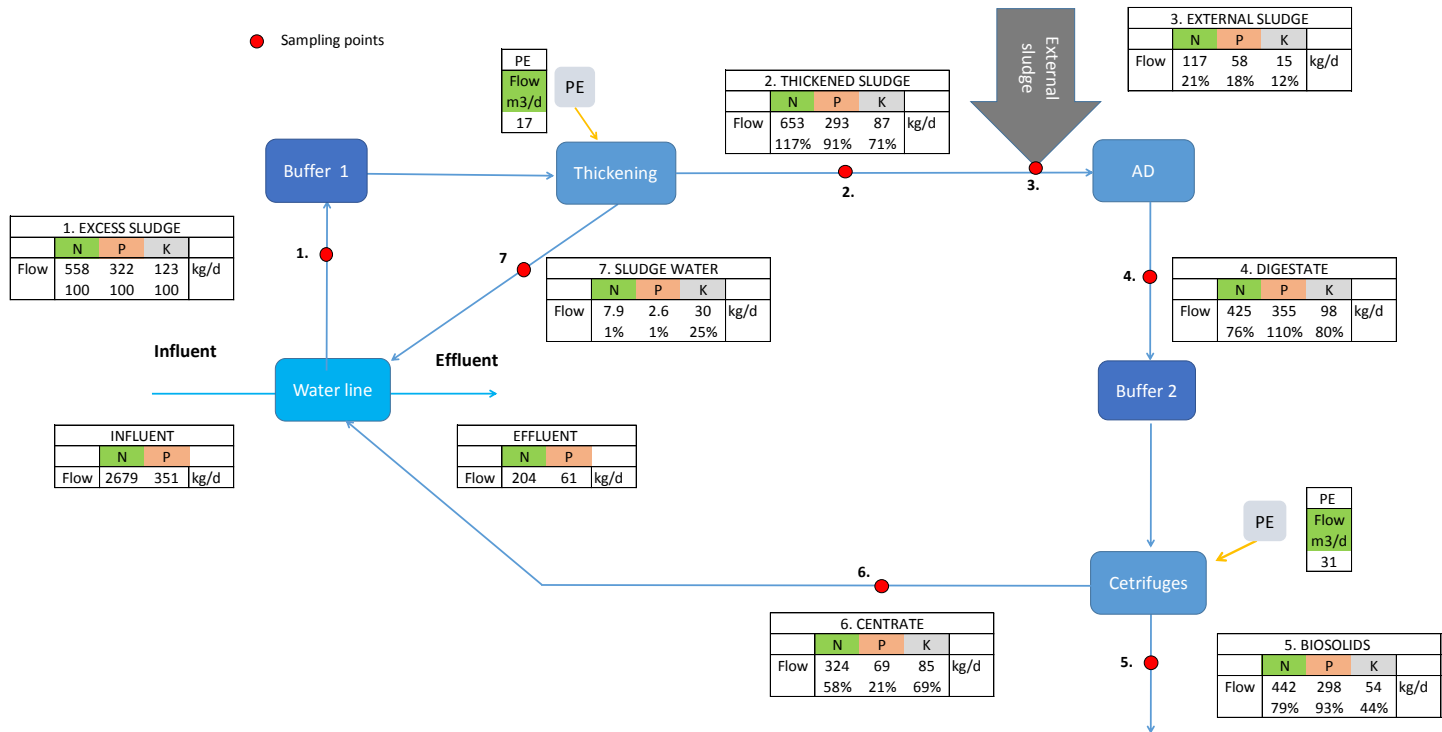 Sampling points
PE
Flow
m3/d
17
PE
External
sludge
3. EXTERNAL SLUDGE
N P K
Flow 117 58 15 kg/d
21% 18% 12%
2. THICKENED SLUDGE
N P K
Flow 653 293 87 kg/d
117% 91% 71%
Buffer 1
Thickening
2.
3.
AD
1. EXCESS SLUDGE
N P K
Flow 558 322 123 kg/d
100 100 100
1.
7
7. SLUDGE WATER
N P K
Flow 7.9 2.6 30 kg/d
1% 1% 25%
4.
4. DIGESTATE
N P K
Flow 425 355 98 kg/d
76% 110% 80%
Influent
Effluent
Water line
Buffer 2
INFLUENT
N P
Flow 2679 351 kg/d
EFFLUENT
N P
Flow 204 61 kg/d
PE
PE
Flow
m3/d
31
6.
Cetrifuges
6. CENTRATE
N P K
Flow 324 69 85 kg/d
58% 21% 69%
5.
5. BIOSOLIDS
N P K
Flow 442 298 54 kg/d
79% 93% 44%